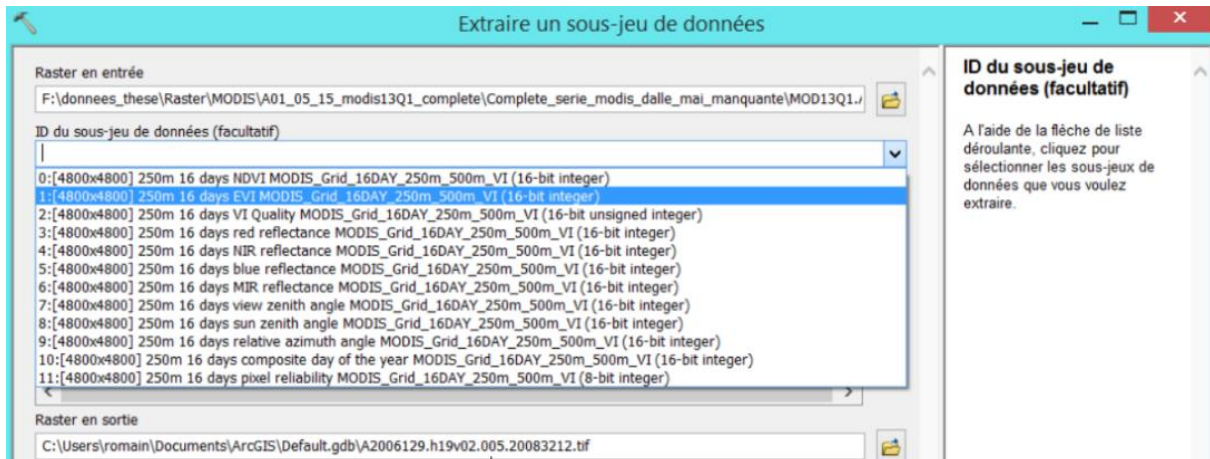 Extraire un sous-jeu de données
Raster en entrée
F:\donnees_these\Raster\MODIS\A01_05_15_modis13Q1_complete\Complete_serie_modis_dalle_mai_manquante\MOD13Q1./
ID du sous-jeu de données (facultatif)
0:[4800x4800] 250m 16 days NDVI MODIS_Grid_16DAY_250m_500m_VI (16-bit integer)
1:[4800x4800] 250m 16 days EVI MODIS_Grid_16DAY_250m_500m_VI (16-bit integer)
2:[4800x4800] 250m 16 days VI Quality MODIS_Grid_16DAY_250m_500m_VI (16-bit unsigned integer)
3:[4800x4800] 250m 16 days red reflectance MODIS_Grid_16DAY_250m_500m_VI (16-bit integer)
4:[4800x4800] 250m 16 days NIR reflectance MODIS_Grid_16DAY_250m_500m_VI (16-bit integer)
5:[4800x4800] 250m 16 days blue reflectance MODIS_Grid_16DAY_250m_500m_VI (16-bit integer)
6:[4800x4800] 250m 16 days MIR reflectance MODIS_Grid_16DAY_250m_500m_VI (16-bit integer)
7:[4800x4800] 250m 16 days view zenith angle MODIS_Grid_16DAY_250m_500m_VI (16-bit integer)
8:[4800x4800] 250m 16 days sun zenith angle MODIS_Grid_16DAY_250m_500m_VI (16-bit integer)
9:[4800x4800] 250m 16 days relative azimuth angle MODIS_Grid_16DAY_250m_500m_VI (16-bit integer)
10:[4800x4800] 250m 16 days composite day of the year MODIS_Grid_16DAY_250m_500m_VI (16-bit integer)
11:[4800x4800] 250m 16 days pixel reliability MODIS_Grid_16DAY_250m_500m_VI (8-bit integer)
Raster en sortie
C:\Users\romain\Documents\ArcGIS\Default.gdb\A2006129.h19v02.005.20083212.tif
ID du sous-jeu de
données (facultatif)
A l'aide de la flèche de liste
déroulante, cliquez pour
sélectionner les sous-jeux de
données que vous voulez
extraire.